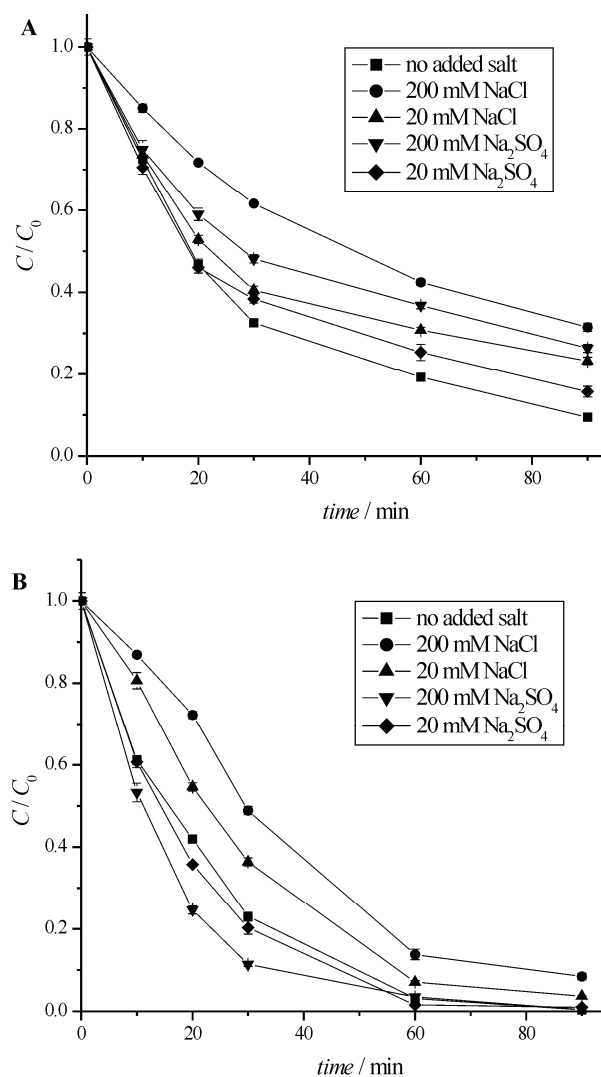 A
1.0
0.8
0.6
0.4
0.2
0.0
C / C₀
no added salt
200 mM NaCl
20 mM NaCl
200 mM Na₂SO₄
20 mM Na₂SO₄
0 20 40 60 80
time / min
B
1.0
0.8
0.6
0.4
0.2
0.0
C / C₀
no added salt
200 mM NaCl
20 mM NaCl
200 mM Na₂SO₄
20 mM Na₂SO₄
0 20 40 60 80
time / min